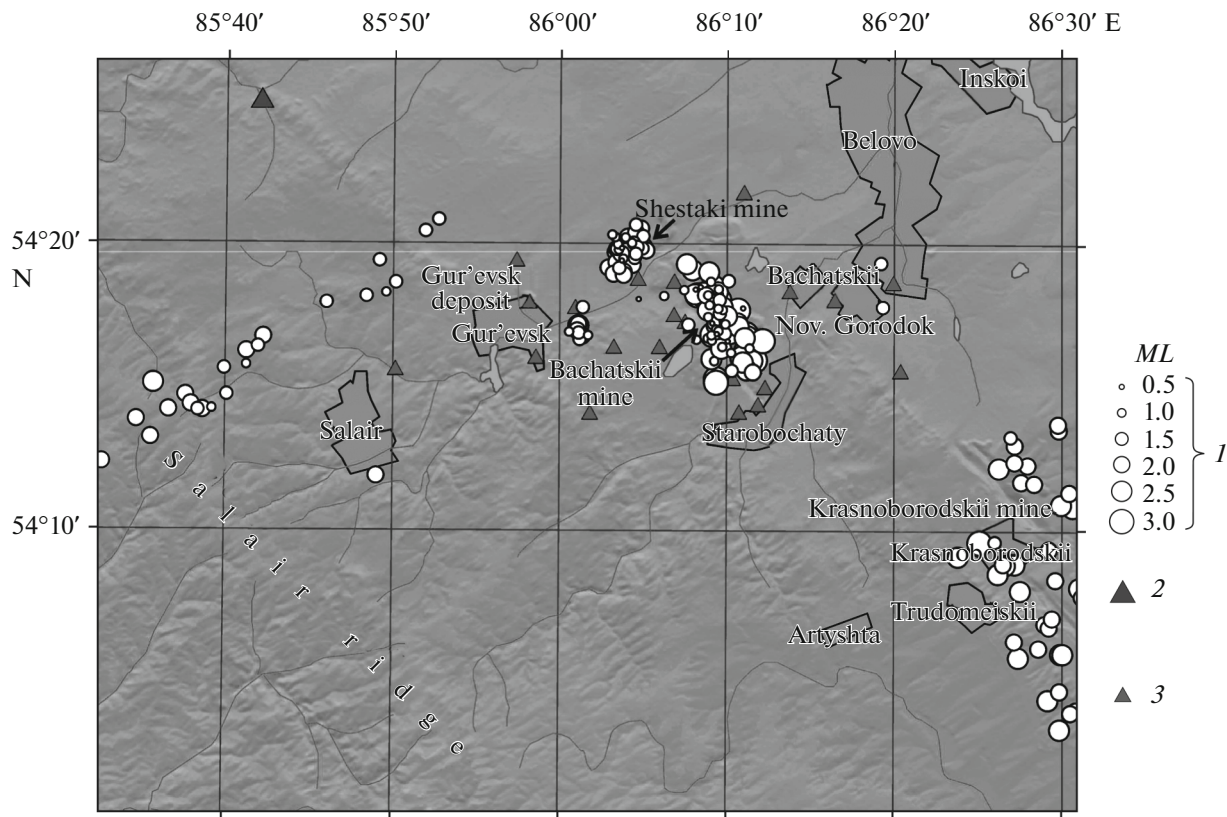 85°40′ 85°50′ 86°00′ 86°10′ 86°20′ 86°30′ E
Inskoi
Belovo
Shestaki mine
54°20′
N
Gur'evsk
deposit
Bachatskii
Gur'evsk
Nov. Gorodok
Bachatskii
mine
ML
0.5
1.0
1.5
2.0
2.5
3.0
1
Salair
Starobochaty
Salair ridge
Krasnoborodskii mine
54°10′
Krasnoborodskii
2
Trudomeiskii
Artyshta
3